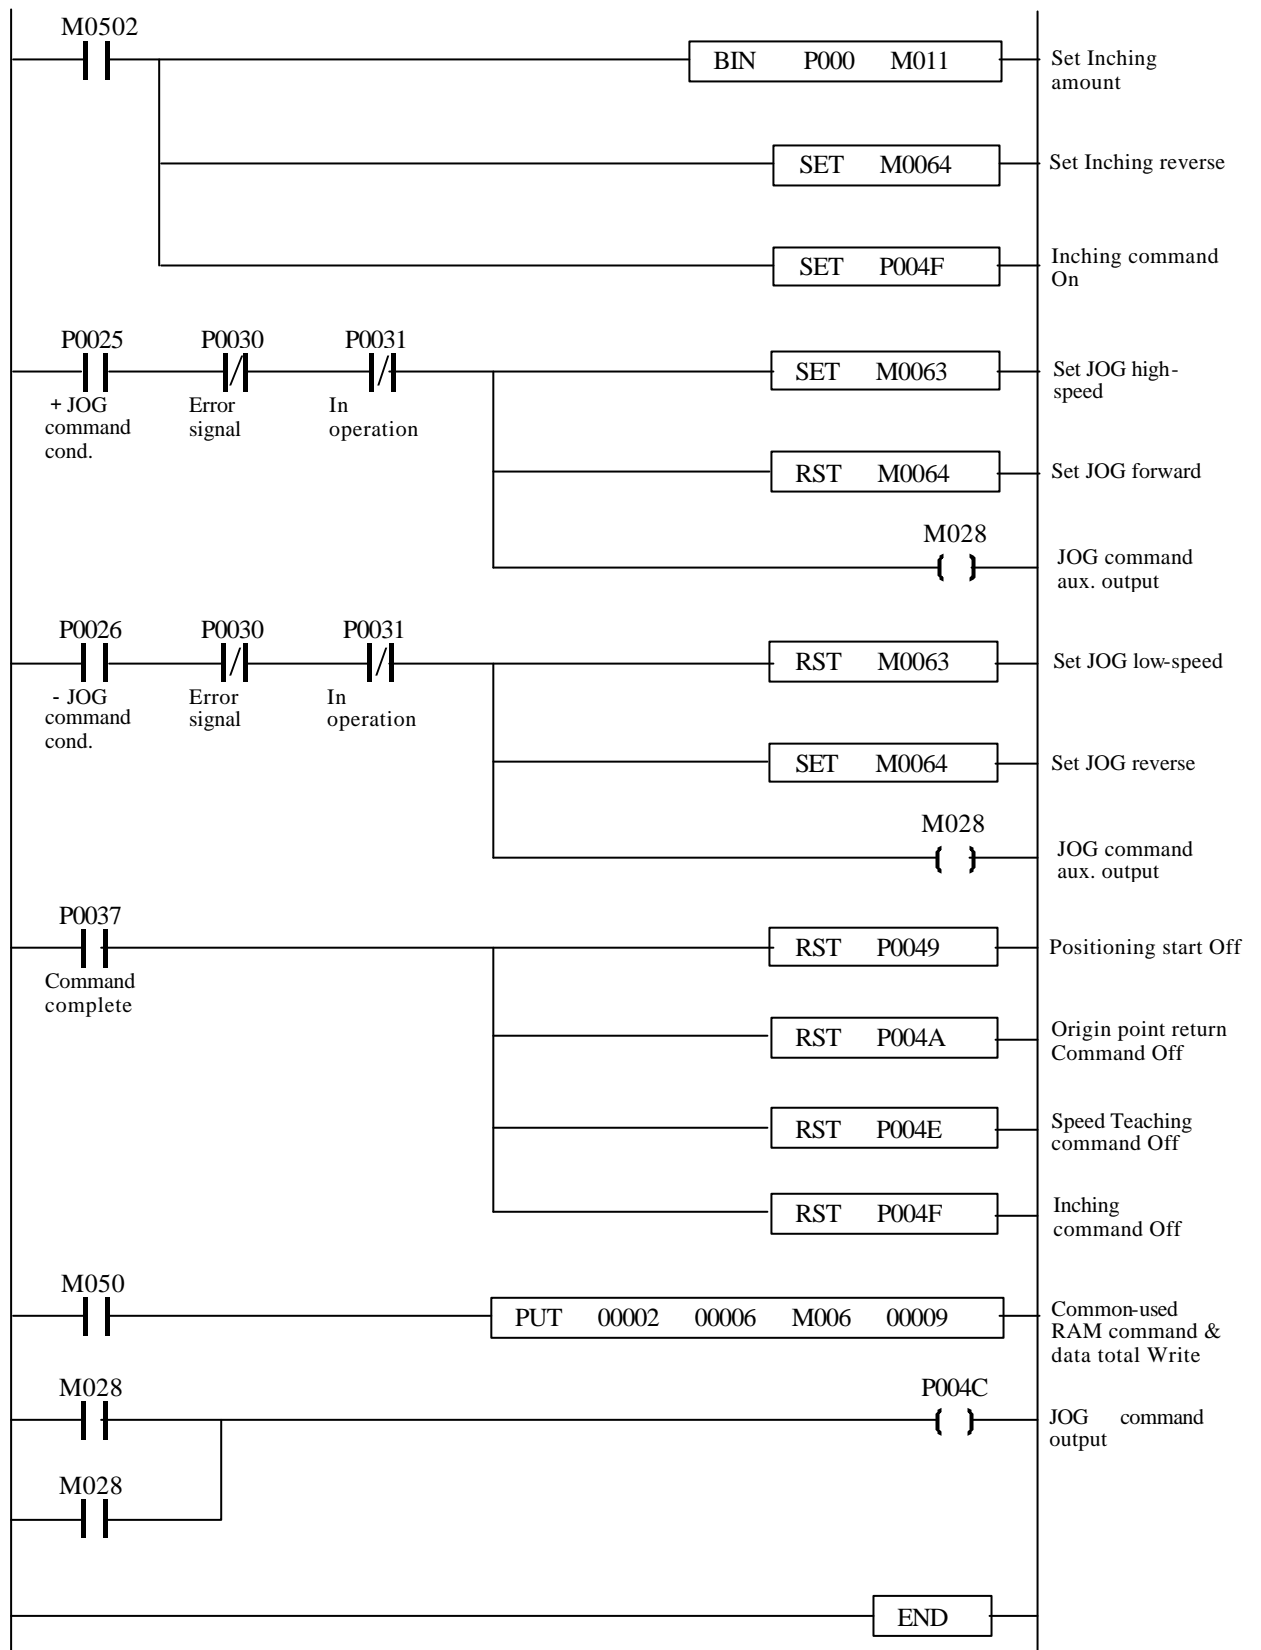 M0502
BIN P000 M011
Set Inching
amount
SET M0064
Set Inching reverse
SET P004F
Inching command
On
P0025
P0030
P0031
+ JOG
command
cond.
Error
signal
In
operation
SET M0063
Set JOG high-
speed
RST M0064
Set JOG forward
M028
JOG command
aux. output
P0026
P0030
P0031
- JOG
command
cond.
Error
signal
In
operation
RST M0063
Set JOG low-speed
SET M0064
Set JOG reverse
M028
JOG command
aux. output
P0037
Command
complete
RST P0049
Positioning start Off
RST P004A
Origin point return
Command Off
RST P004E
Speed Teaching
command Off
RST P004F
Inching
command Off
M050
PUT 00002 00006 M006 00009
Common-used
RAM command &
data total Write
M028
P004C
JOG command
output
M028
END